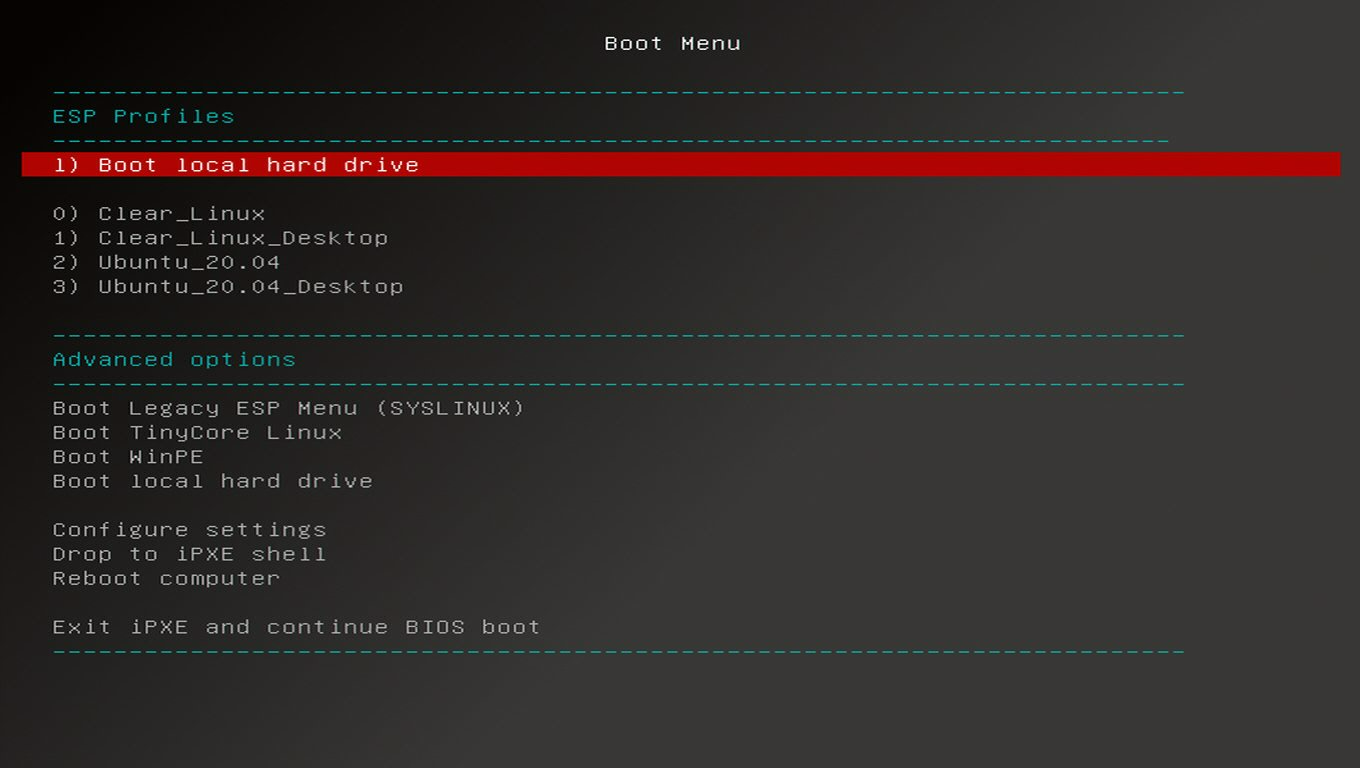 Boot Menu
--------------------------------------------------------------------------
ESP Profiles
-------------------------------------------------------------------------
l) Boot local hard drive
0) Clear_Linux
1) Clear_Linux_Desktop
2) Ubuntu_20.04
3) Ubuntu_20.04_Desktop
--------------------------------------------------------------------------
Advanced options
--------------------------------------------------------------------------
Boot Legacy ESP Menu (SYSLINUX)
Boot TinyCore Linux
Boot WinPE
Boot local hard drive
Configure settings
Drop to iPXE shell
Reboot computer
Exit iPXE and continue BIOS boot
--------------------------------------------------------------------------